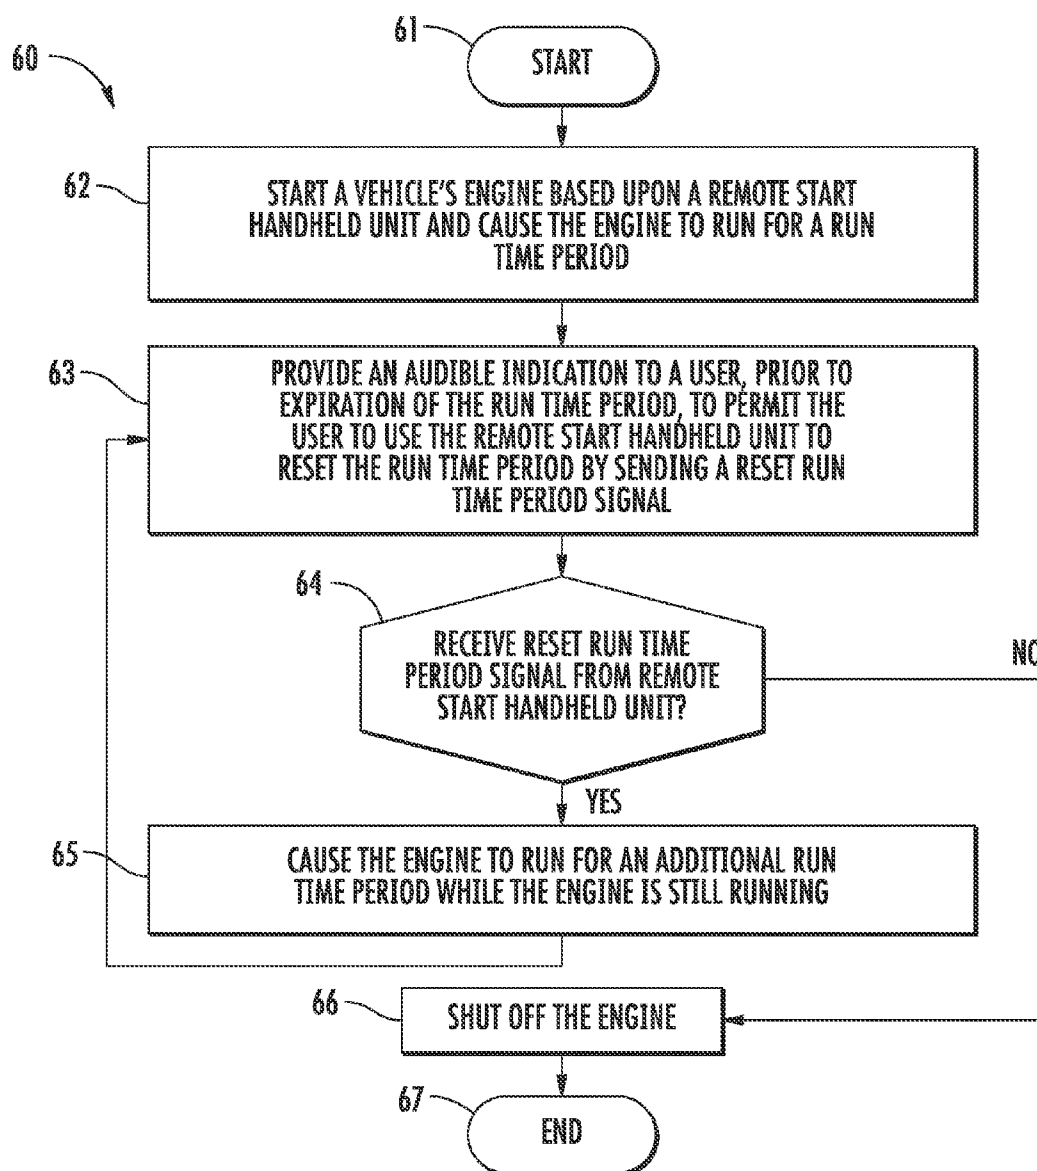 61
START
60
62
START A VEHICLE'S ENGINE BASED UPON A REMOTE START
HANDHELD UNIT AND CAUSE THE ENGINE TO RUN FOR A RUN
TIME PERIOD
63
PROVIDE AN AUDIBLE INDICATION TO A USER, PRIOR TO
EXPIRATION OF THE RUN TIME PERIOD, TO PERMIT THE
USER TO USE THE REMOTE START HANDHELD UNIT TO
RESET THE RUN TIME PERIOD BY SENDING A RESET RUN
TIME PERIOD SIGNAL
64
RECEIVE RESET RUN TIME
PERIOD SIGNAL FROM REMOTE
START HANDHELD UNIT?
NO
YES
65
CAUSE THE ENGINE TO RUN FOR AN ADDITIONAL RUN
TIME PERIOD WHILE THE ENGINE IS STILL RUNNING
66
SHUT OFF THE ENGINE
67
END